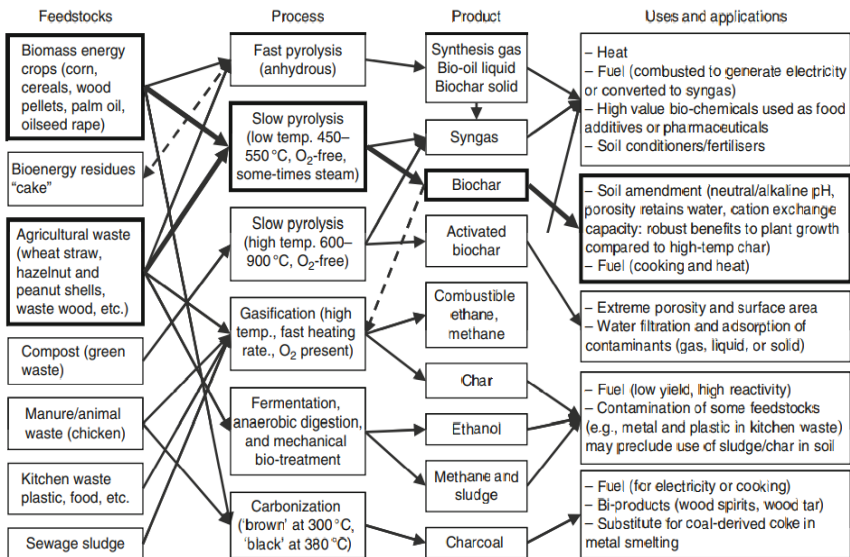 Feedstocks
Process
Product
Uses and applications
Biomass energy
crops (corn,
cereals, wood
pellets, palm oil,
oilseed rape)
Bioenergy residues
"cake"
Agricultural waste
(wheat straw,
hazelnut and
peanut shells,
waste wood, etc.)
Compost (green
waste)
Manure/animal
waste (chicken)
Kitchen waste
plastic, food, etc.
Sewage sludge
Fast pyrolysis
(anhydrous)
Slow pyrolysis
(low temp. 450–
550 °C, O₂-free,
some-times steam)
Slow pyrolysis
(high temp. 600–
900 °C, O₂-free)
Gasification (high
temp., fast heating
rate., O₂ present)
Fermentation,
anaerobic digestion,
and mechanical
bio-treatment
Carbonization
('brown' at 300 °C,
'black' at 380 °C)
Synthesis gas
Bio-oil liquid
Biochar solid
Syngas
Biochar
Activated
biochar
Combustible
ethane,
methane
Char
Ethanol
Methane and
sludge
Charcoal
– Heat
– Fuel (combusted to generate electricity
or converted to syngas)
– High value bio-chemicals used as food
additives or pharmaceuticals
– Soil conditioners/fertilisers
– Soil amendment (neutral/alkaline pH,
porosity retains water, cation exchange
capacity: robust benefits to plant growth
compared to high-temp char)
– Fuel (cooking and heat)
– Extreme porosity and surface area
– Water filtration and adsorption of
contaminants (gas, liquid, or solid)
– Fuel (low yield, high reactivity)
– Contamination of some feedstocks
(e.g., metal and plastic in kitchen waste)
may preclude use of sludge/char in soil
– Fuel (for electricity or cooking)
– Bi-products (wood spirits, wood tar)
– Substitute for coal-derived coke in
metal smelting